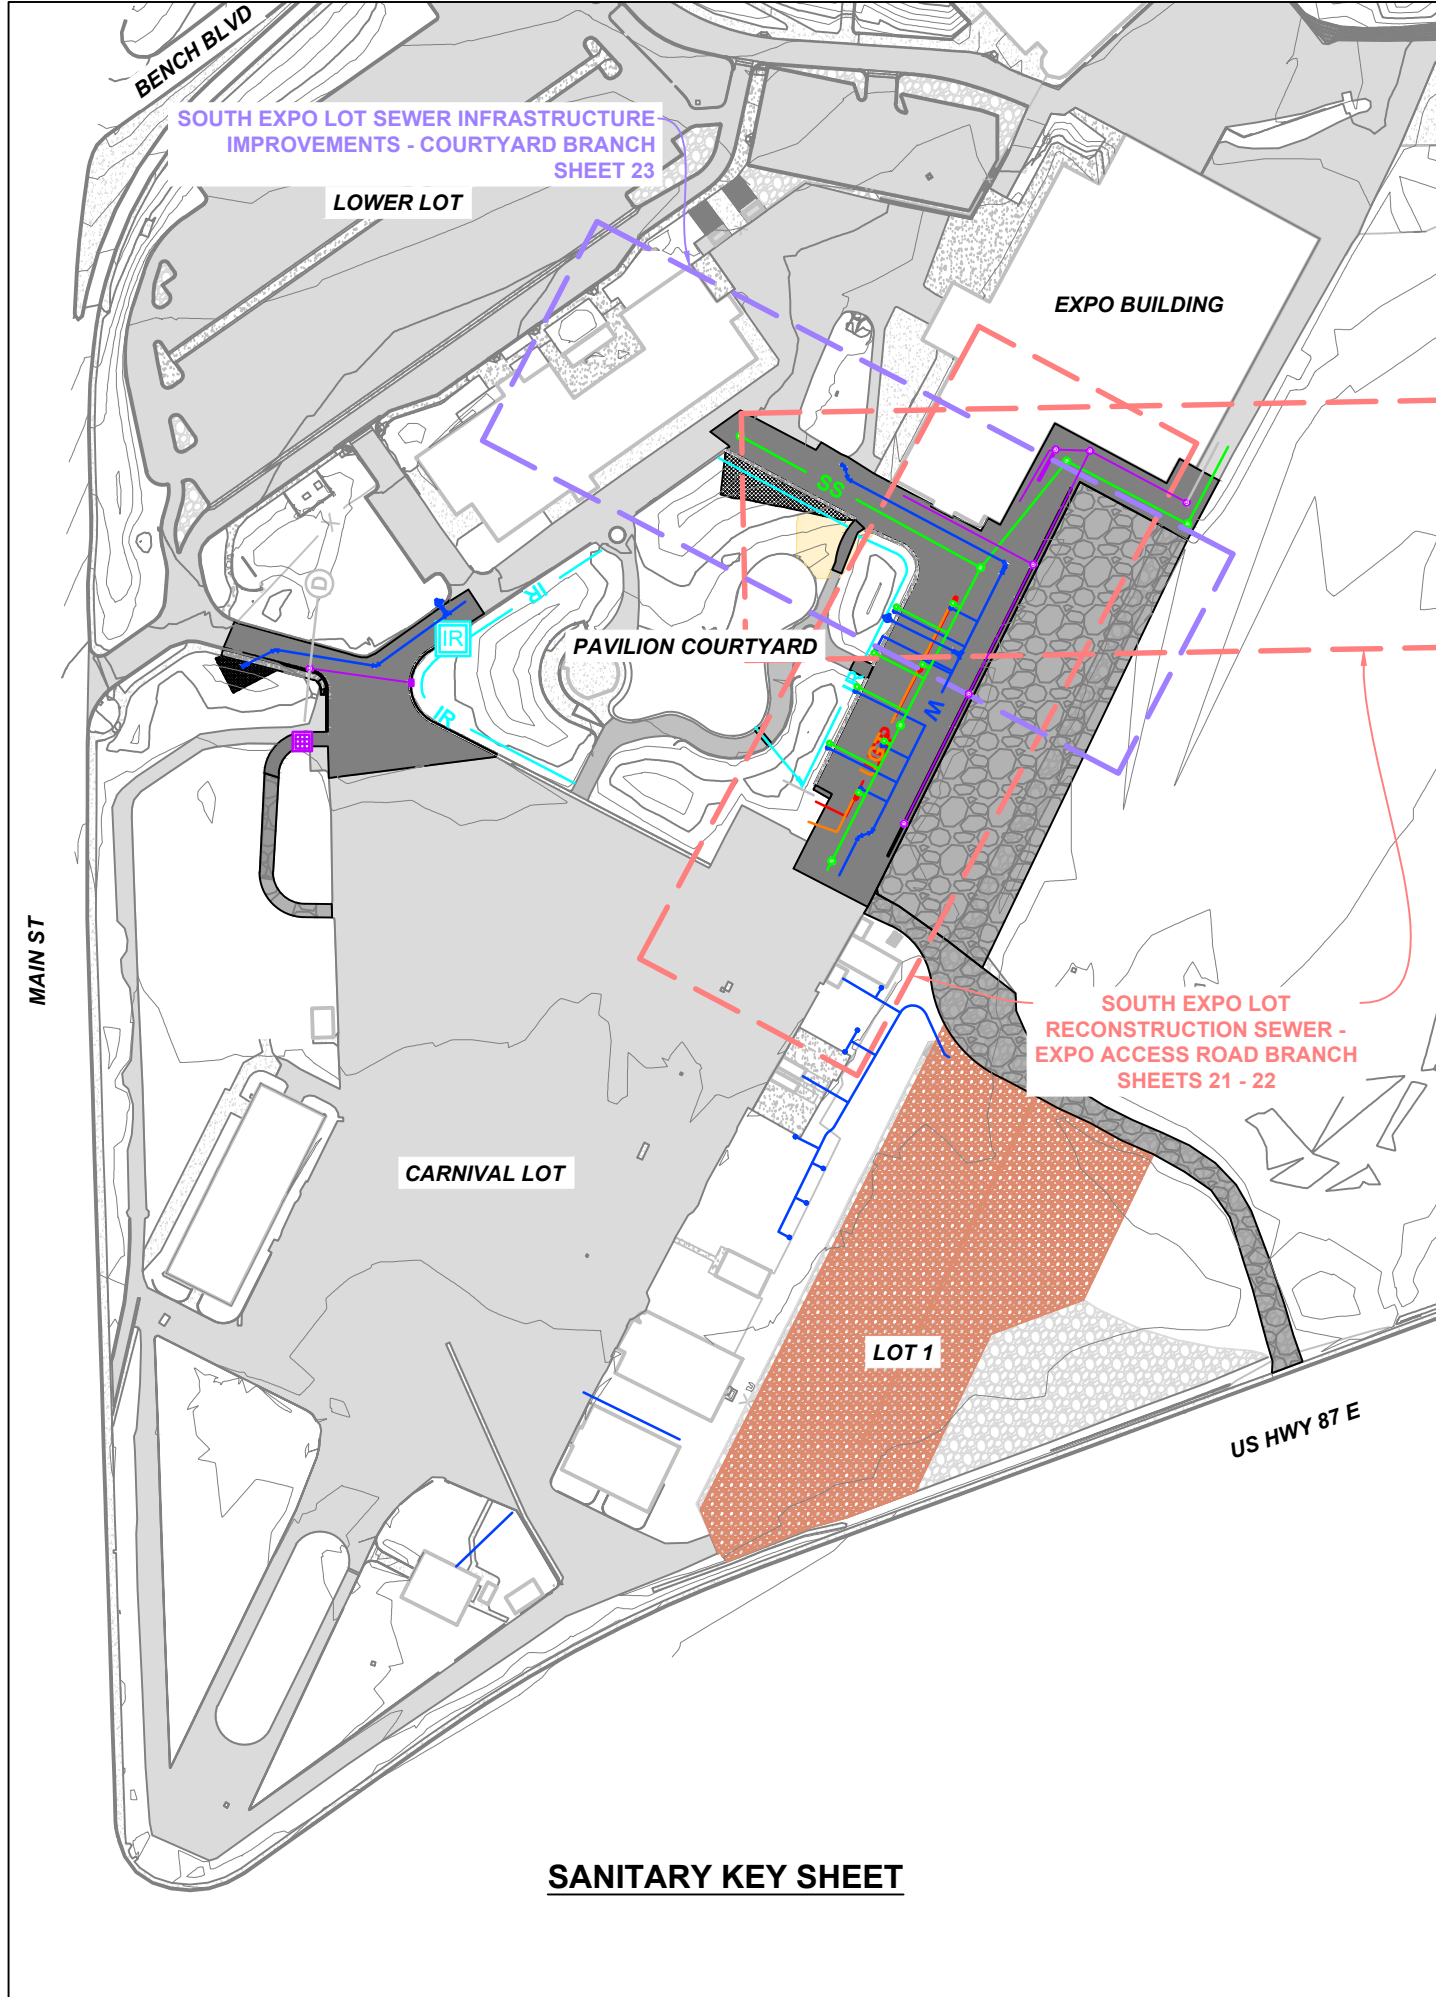 BENCH BLVD
SOUTH EXPO LOT SEWER INFRASTRUCTURE
IMPROVEMENTS - COURTYARD BRANCH
SHEET 23
LOWER LOT
EXPO BUILDING
SS
D
IR
IR
PAVILION COURTYARD
IR
IR
W
MAIN ST
SOUTH EXPO LOT
RECONSTRUCTION SEWER -
EXPO ACCESS ROAD BRANCH
SHEETS 21 - 22
CARNIVAL LOT
LOT 1
US HWY 87 E
SANITARY KEY SHEET